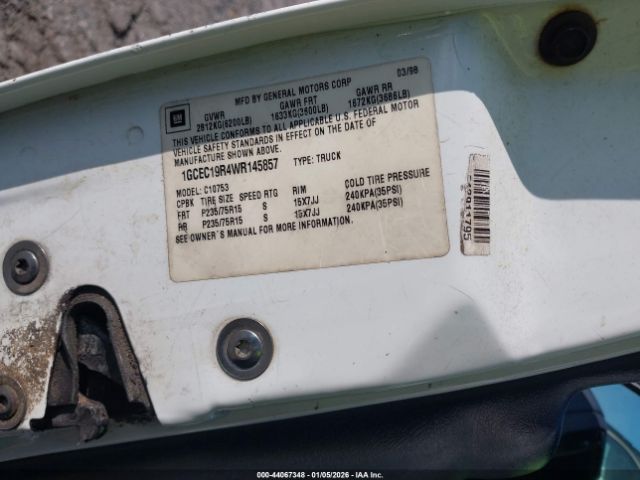 MFD BY GENERAL MOTORS CORP 03/98
GM GVWR GAWR FRT GAWR RR
2812KG(6200LB) 1633KG(3600LB) 1672KG(3686LB)
THIS VEHICLE CONFORMS TO ALL APPLICABLE U.S. FEDERAL MOTOR
VEHICLE SAFETY STANDARDS IN EFFECT ON THE DATE OF
MANUFACTURE SHOWN ABOVE.
1GCEC19R4WR145857 TYPE: TRUCK
MODEL: C10753
CPBK TIRE SIZE SPEED RTG RIM COLD TIRE PRESSURE
FRT P235/75R15 S 15X7JJ 240KPA(35PSI)
RR P235/75R15 S 15X7JJ 240KPA(35PSI)
SEE OWNER'S MANUAL FOR MORE INFORMATION.
000-44067348 - 01/05/2026 - IAA, Inc.